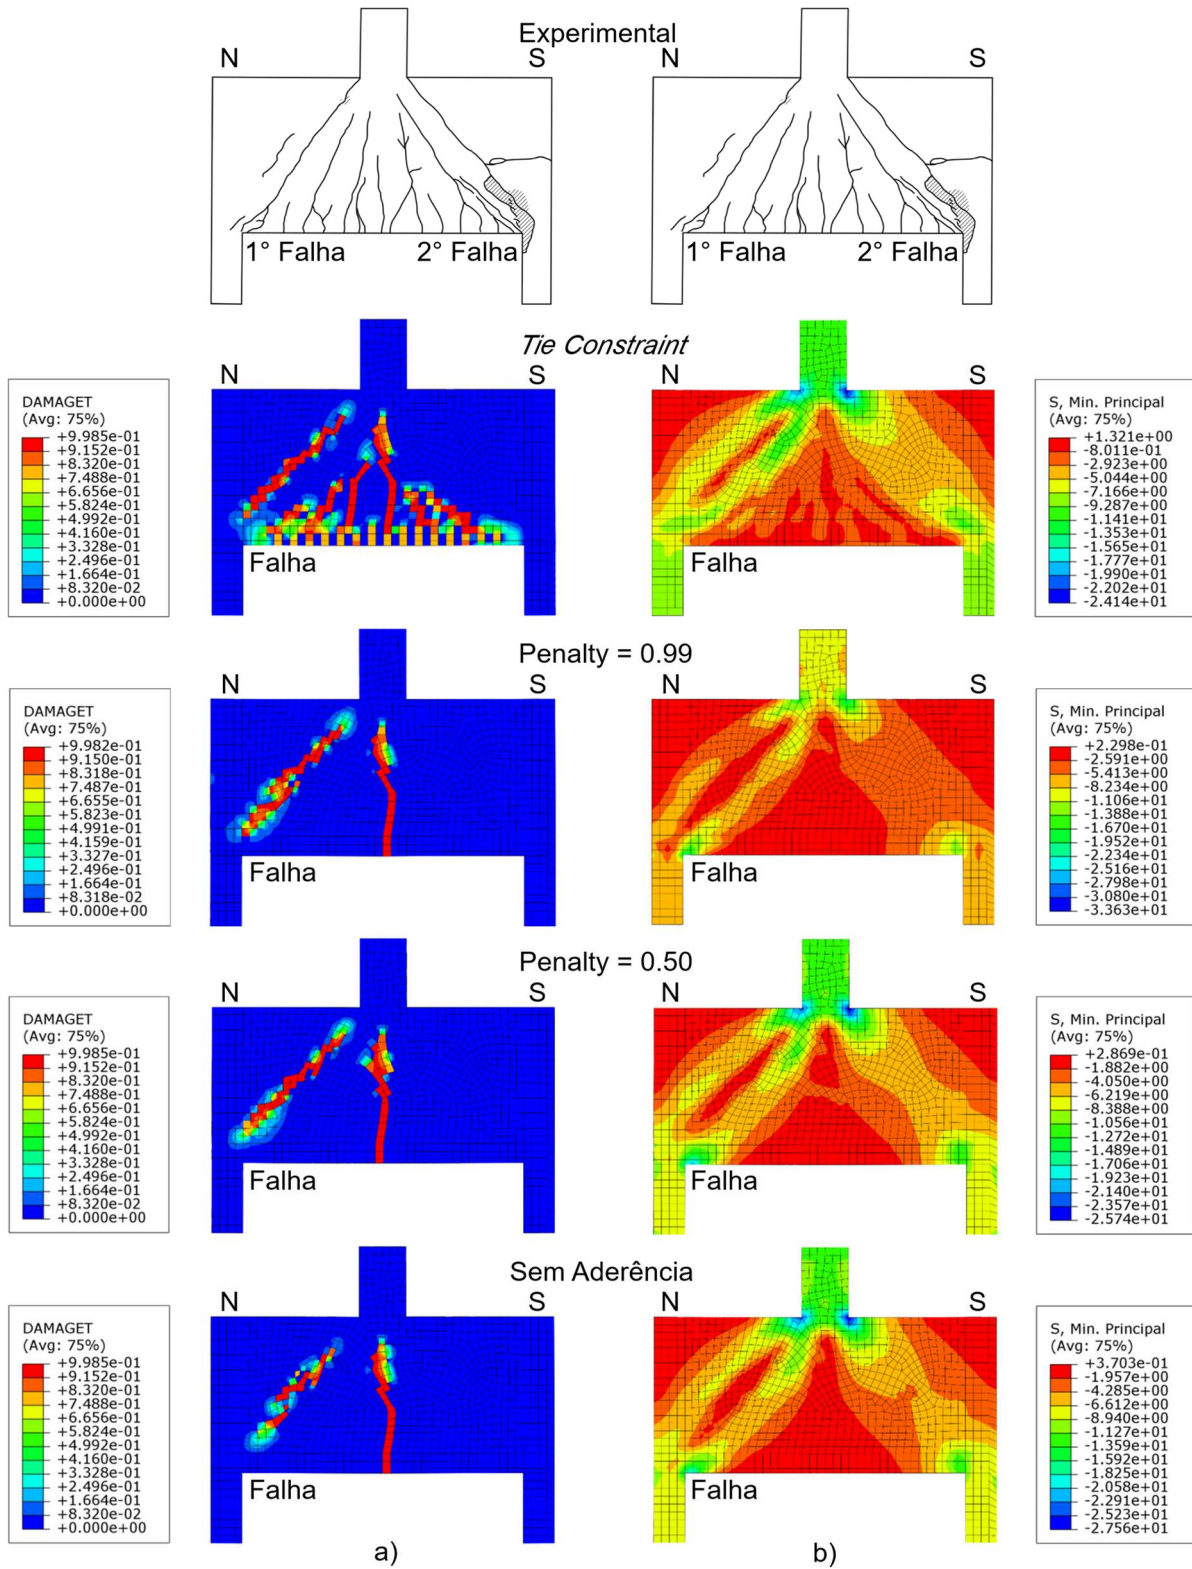 Experimental
N S N S
1° Falha 2° Falha 1° Falha 2° Falha
Tie Constraint
N S N S
DAMAGET
(Avg: 75%)
+9.985e-01
+9.152e-01
+8.320e-01
+7.488e-01
+6.656e-01
+5.824e-01
+4.992e-01
+4.160e-01
+3.328e-01
+2.496e-01
+1.664e-01
+8.320e-02
+0.000e+00
Falha
Falha
S, Min. Principal
(Avg: 75%)
+1.321e+00
-8.011e-01
-2.923e+00
-5.044e+00
-7.166e+00
-9.287e+00
-1.141e+01
-1.353e+01
-1.565e+01
-1.777e+01
-1.990e+01
-2.202e+01
-2.414e+01
Penalty = 0.99
N S N S
DAMAGET
(Avg: 75%)
+9.982e-01
+9.150e-01
+8.318e-01
+7.487e-01
+6.655e-01
+5.823e-01
+4.991e-01
+4.159e-01
+3.327e-01
+2.496e-01
+1.664e-01
+8.318e-02
+0.000e+00
Falha
Falha
S, Min. Principal
(Avg: 75%)
+2.298e-01
-2.591e+00
-5.413e+00
-8.234e+00
-1.106e+01
-1.388e+01
-1.670e+01
-1.952e+01
-2.234e+01
-2.516e+01
-2.798e+01
-3.080e+01
-3.363e+01
Penalty = 0.50
N S N S
DAMAGET
(Avg: 75%)
+9.985e-01
+9.152e-01
+8.320e-01
+7.488e-01
+6.656e-01
+5.824e-01
+4.992e-01
+4.160e-01
+3.328e-01
+2.496e-01
+1.664e-01
+8.320e-02
+0.000e+00
Falha
Falha
S, Min. Principal
(Avg: 75%)
+2.869e-01
-1.882e+00
-4.050e+00
-6.219e+00
-8.388e+00
-1.056e+01
-1.272e+01
-1.489e+01
-1.706e+01
-1.923e+01
-2.140e+01
-2.357e+01
-2.574e+01
Sem Aderência
N S N S
DAMAGET
(Avg: 75%)
+9.985e-01
+9.152e-01
+8.320e-01
+7.488e-01
+6.656e-01
+5.824e-01
+4.992e-01
+4.160e-01
+3.328e-01
+2.496e-01
+1.664e-01
+8.320e-02
+0.000e+00
Falha
Falha
S, Min. Principal
(Avg: 75%)
+3.703e-01
-1.957e+00
-4.285e+00
-6.612e+00
-8.940e+00
-1.127e+01
-1.359e+01
-1.592e+01
-1.825e+01
-2.058e+01
-2.291e+01
-2.523e+01
-2.756e+01
a) b)